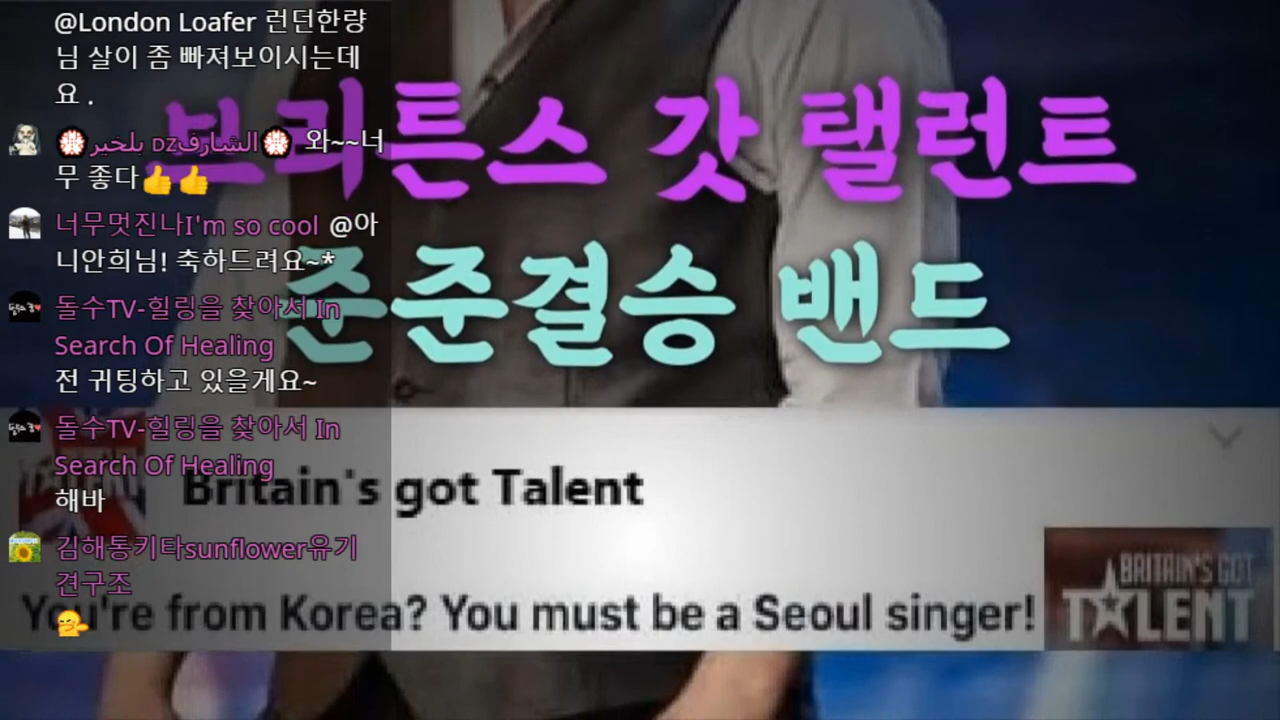 @London Loafer 런던한량
님 살이 좀 빠져보이시는데
요 .
بلخير ᴅᴢالشارف 와~~너
무 좋다👍👍
너무멋진나I'm so cool @아
니안희님! 축하드려요~*
돌수TV-힐링을 찾아서 In
Search Of Healing
전 귀팅하고 있을게요~
돌수TV-힐링을 찾아서 In
Search Of Healing
해바
김해통키타sunflower유기
견구조
브리튼스 갓 탤런트
준준결승 밴드
Britain's got Talent
You're from Korea? You must be a Seoul singer!
BRITAIN'S GOT
TALENT